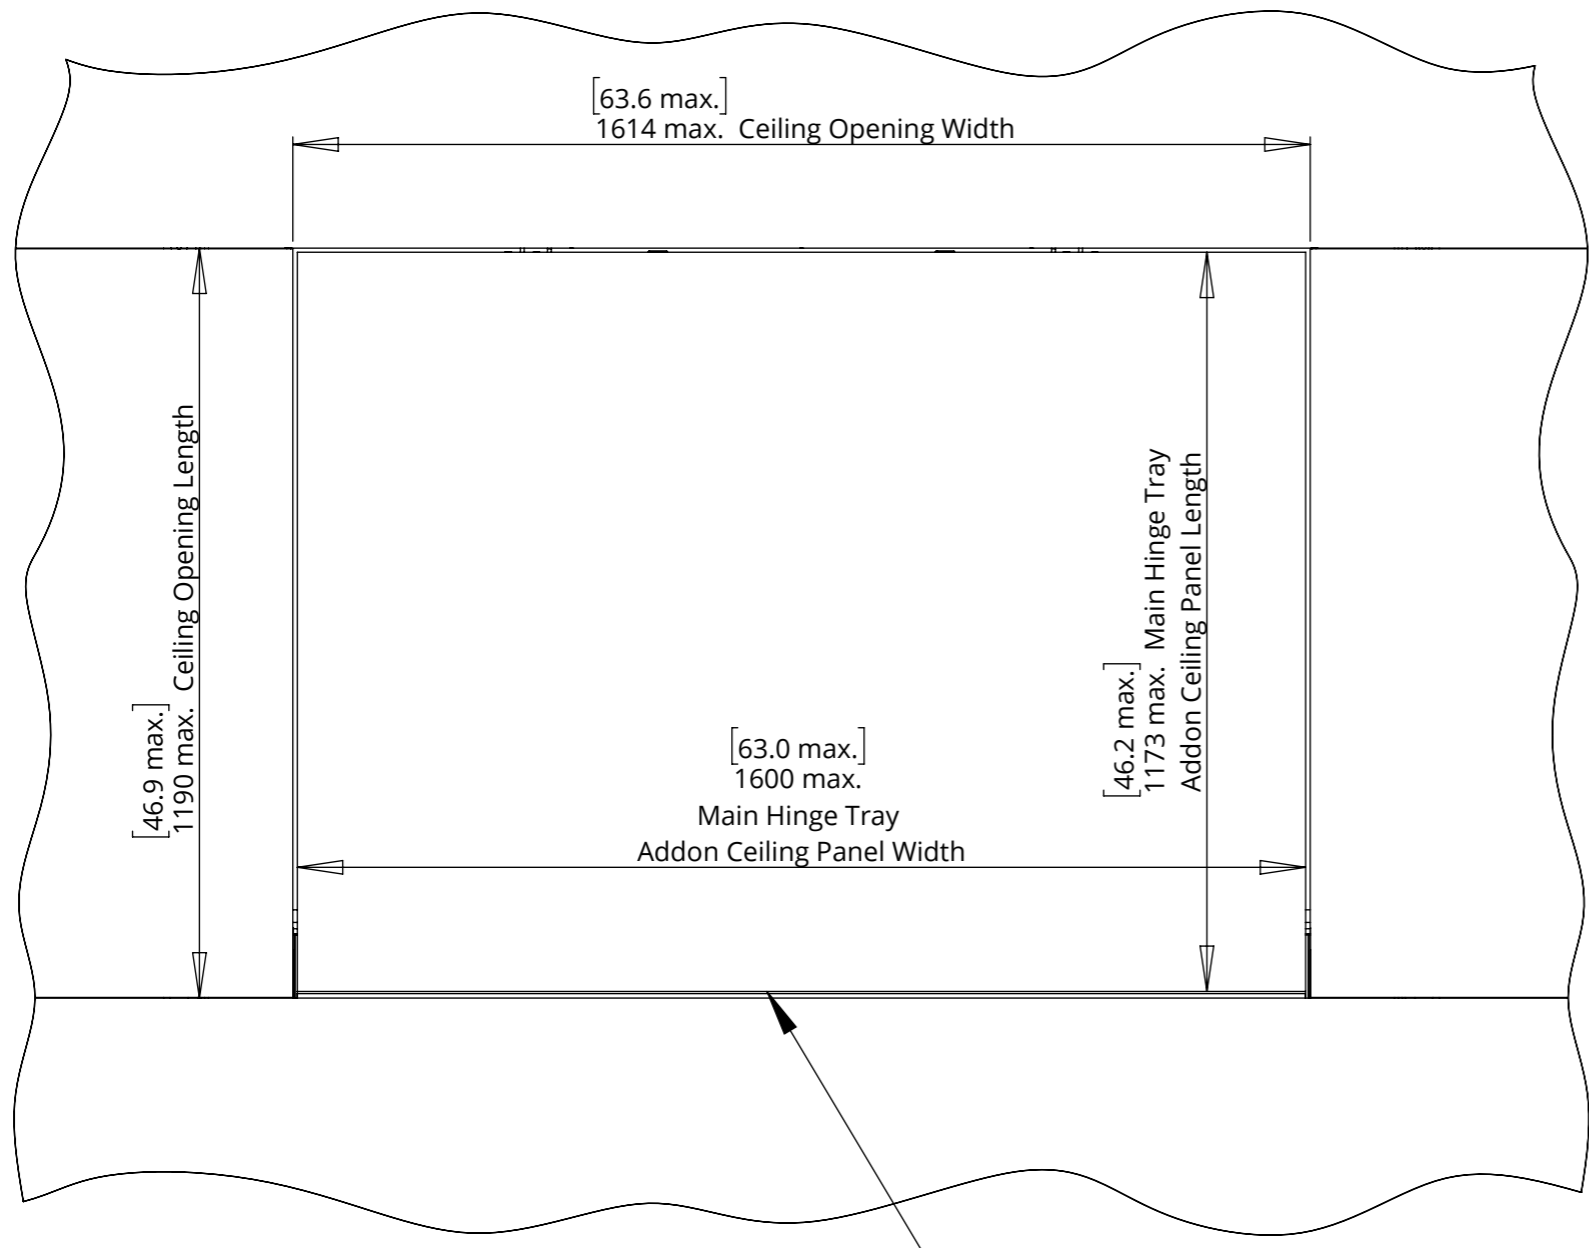 [63.6 max.]
1614 max. Ceiling Opening Width
[46.9 max.]
1190 max. Ceiling Opening Length
[46.2 max.]
1173 max. Main Hinge Tray
Addon Ceiling Panel Length
[63.0 max.]
1600 max.
Main Hinge Tray
Addon Ceiling Panel Width